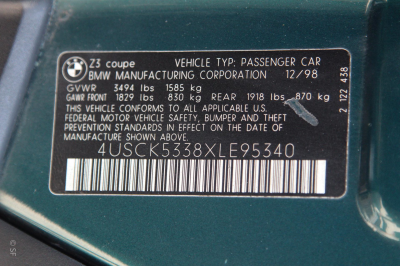 BMW Z3 coupe VEHICLE TYP: PASSENGER CAR
BMW MANUFACTURING CORPORATION 12/98
GVWR 3494 lbs 1585 kg
GAWR FRONT 1829 lbs 830 kg REAR 1918 lbs 870 kg
THIS VEHICLE CONFORMS TO ALL APPLICABLE U.S.
FEDERAL MOTOR VEHICLE SAFETY, BUMPER, AND
THEFT PREVENTION STANDARDS IN EFFECT ON THE
DATE OF MANUFACTURE SHOWN ABOVE.
4USCK5338XLE95340
2 122 438
© SF